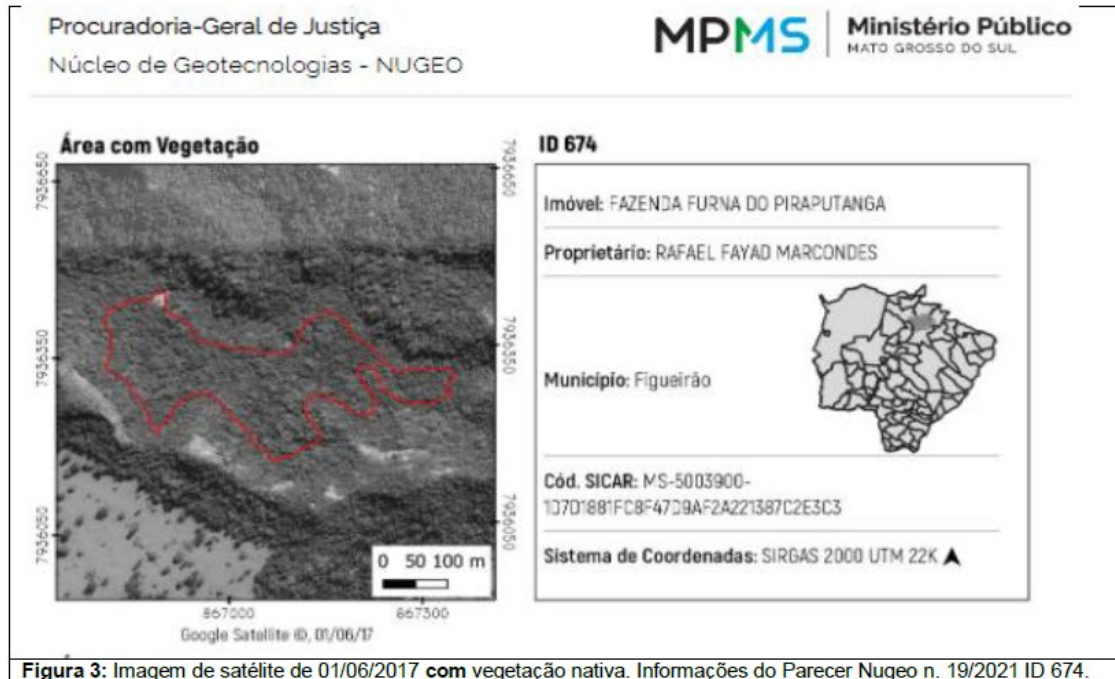 Procuradoria-Geral de Justiça
Núcleo de Geotecnologias - NUGEO
MPMS
Ministério Público
MATO GROSSO DO SUL
Área com Vegetação
7936650
7936350
7936050
7936650
7936350
7936050
0 50 100 m
867000
867300
Google Satellite ©, 01/06/17
ID 674
Imóvel: FAZENDA FURNA DO PIRAPUTANGA
Proprietário: RAFAEL FAYAD MARCONDES
Município: Figueirão
Cód. SICAR: MS-5003900-
Sistema de Coordenadas: SIRGAS 2000 UTM 22K
Figura 3: Imagem de satélite de 01/06/2017 com vegetação nativa. Informações do Parecer Nugeo n. 19/2021 ID 674.